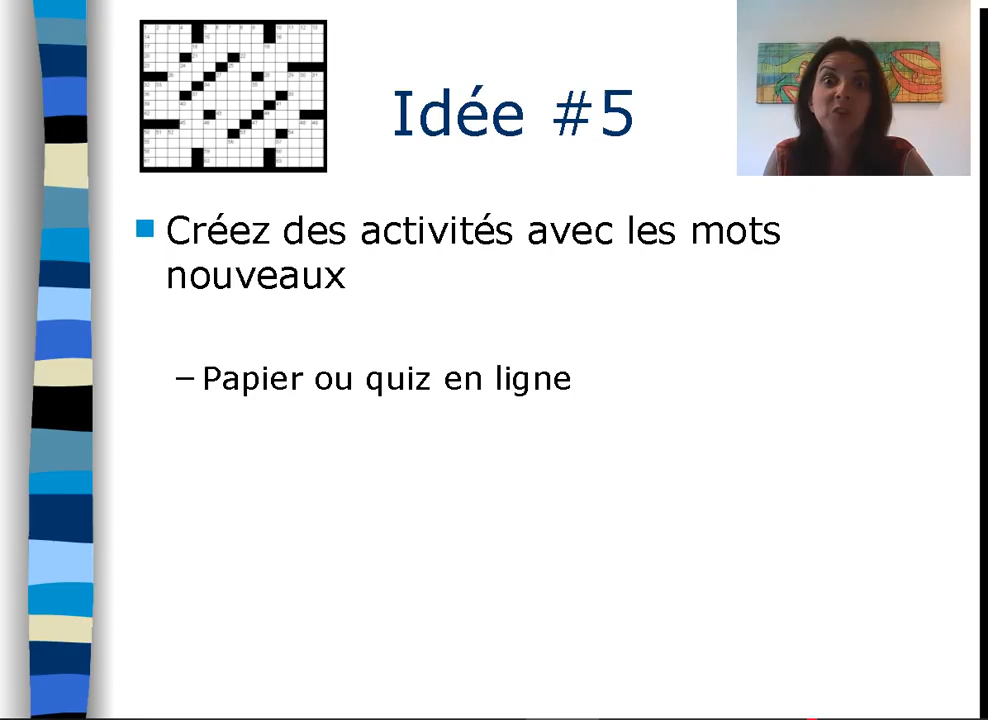 Idée #5
Créez des activités avec les mots
nouveaux
– Papier ou quiz en ligne